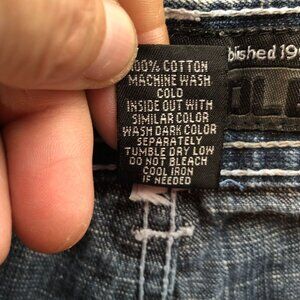 100% COTTON
MACHINE WASH
COLD
INSIDE OUT WITH
SIMILAR COLOR
WASH DARK COLOR
SEPARATELY
TUMBLE DRY LOW
DO NOT BLEACH
COOL IRON
IF NEEDED